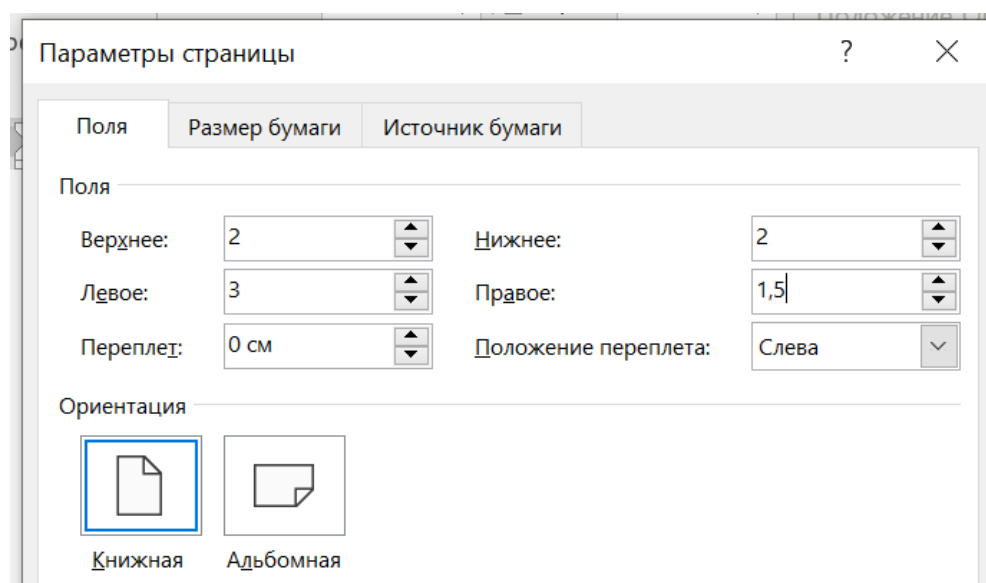 Параметры страницы ?
Поля Размер бумаги Источник бумаги
Поля
Верхнее: 2 Нижнее: 2
Левое: 3 Правое: 1,5
Переплет: 0 см Положение переплета: Слева
Ориентация
Книжная Альбомная